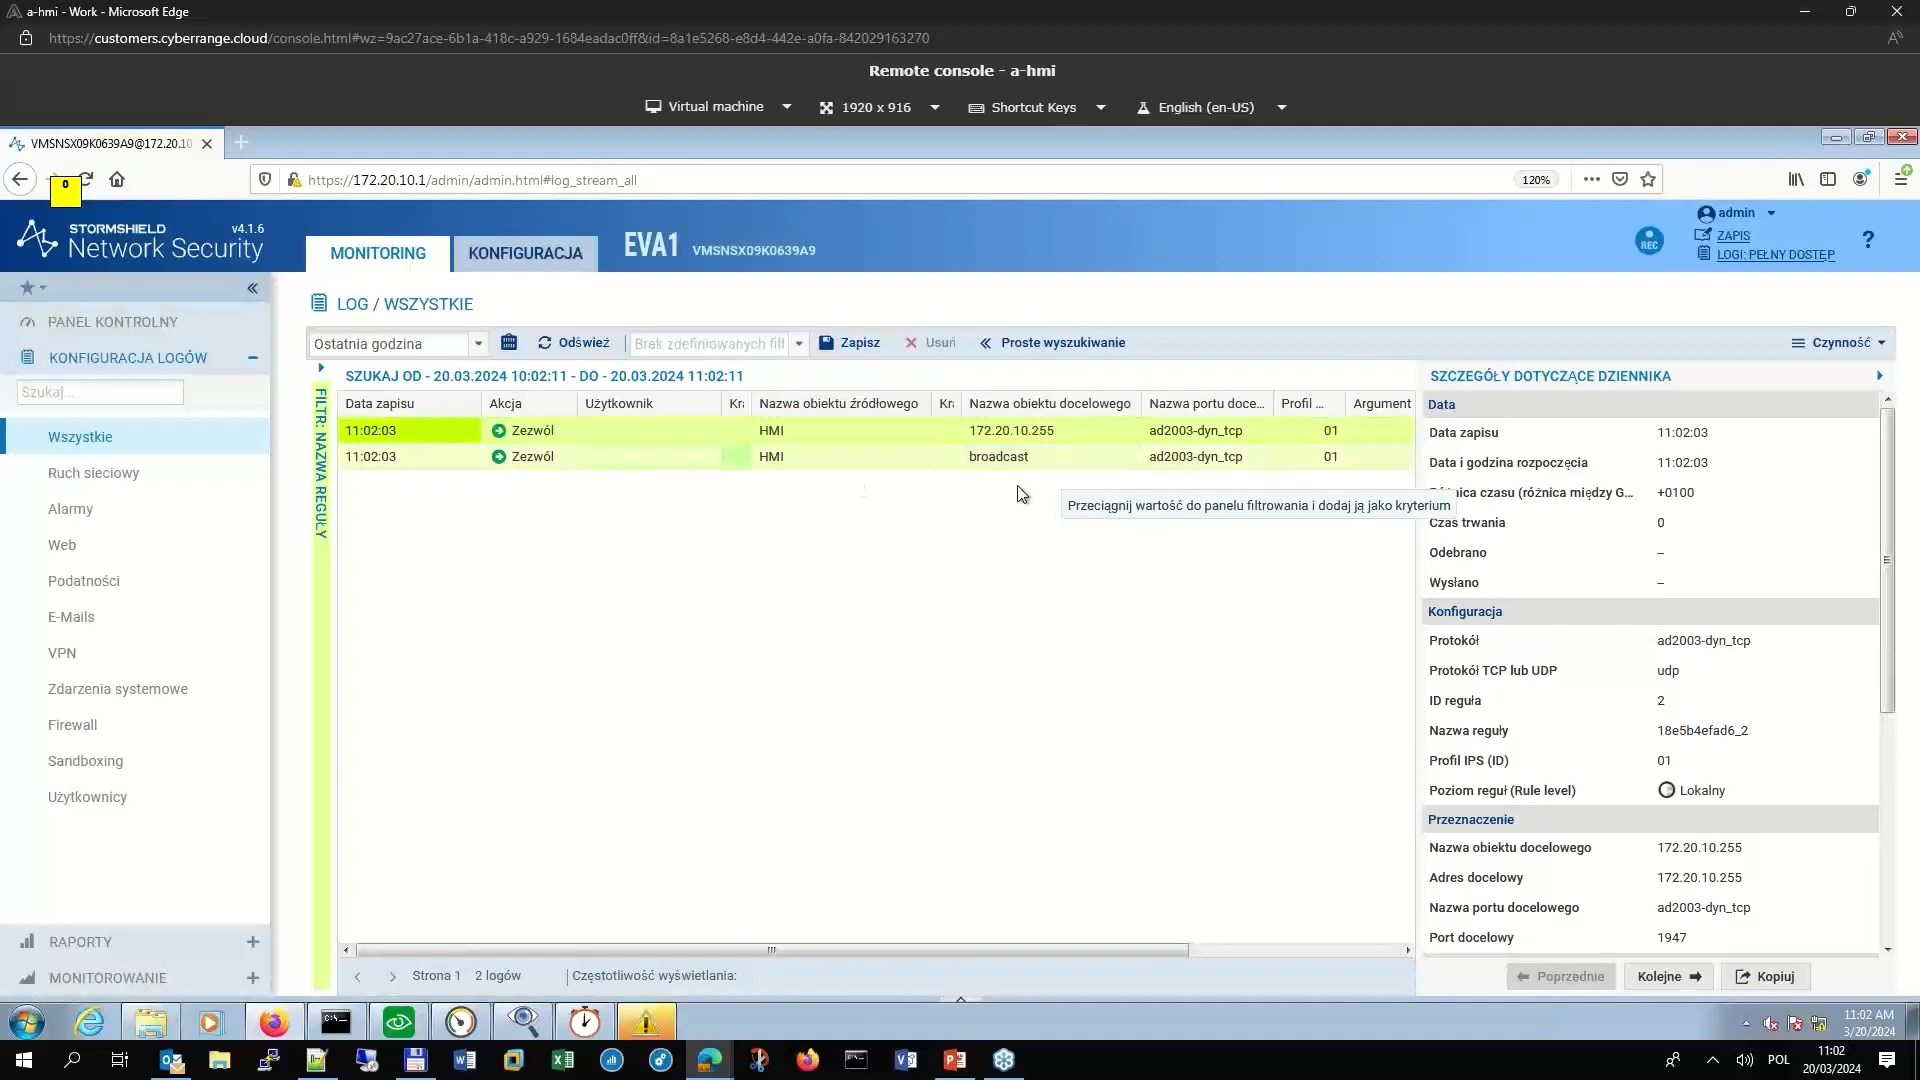 a-hmi - Work - Microsoft Edge
https://customers.cyberrange.cloud/console.html#wz=9ac27ace-6b1a-418c-a929-1684eadac0ff&id=8a1e5268-e8d4-442e-a0fa-842029163270
Remote console - a-hmi
Virtual machine 1920 x 916 Shortcut Keys English (en-US)
VMSNSX09K0639A9@172.20.10
https://172.20.10.1/admin/admin.html#log_stream_all 120%
0
STORMSHIELD v4.1.6
Network Security
MONITORING KONFIGURACJA EVA1 VMSNSX09K0639A9
REC
admin
ZAPIS
LOGI: PEŁNY DOSTĘP
?
PANEL KONTROLNY
KONFIGURACJA LOGÓW
Szukaj...
Wszystkie
Ruch sieciowy
Alarmy
Web
Podatności
E-Mails
VPN
Zdarzenia systemowe
Firewall
Sandboxing
Użytkownicy
RAPORTY
MONITOROWANIE
LOG / WSZYSTKIE
Ostatnia godzina Odśwież Brak zdefiniowanych filt Zapisz Usuń Proste wyszukiwanie Czynność
FILTR: NAZWA REGUŁY
SZUKAJ OD - 20.03.2024 10:02:11 - DO - 20.03.2024 11:02:11
Data zapisu Akcja Użytkownik Kra Nazwa obiektu źródłowego Kra Nazwa obiektu docelowego Nazwa portu doce... Profil ... Argument
11:02:03 Zezwól HMI 172.20.10.255 ad2003-dyn_tcp 01
11:02:03 Zezwól HMI broadcast ad2003-dyn_tcp 01
Przeciągnij wartość do panelu filtrowania i dodaj ją jako kryterium
Strona 1 2 logów Częstotliwość wyświetlania:
SZCZEGÓŁY DOTYCZĄCE DZIENNIKA
Data
Data zapisu 11:02:03
Data i godzina rozpoczęcia 11:02:03
Różnica czasu (różnica między G... +0100
Czas trwania 0
Odebrano –
Wysłano –
Konfiguracja
Protokół ad2003-dyn_tcp
Protokół TCP lub UDP udp
ID reguła 2
Nazwa reguły 18e5b4efad6_2
Profil IPS (ID) 01
Poziom reguł (Rule level) Lokalny
Przeznaczenie
Nazwa obiektu docelowego 172.20.10.255
Adres docelowy 172.20.10.255
Nazwa portu docelowego ad2003-dyn_tcp
Port docelowy 1947
Poprzednie Kolejne Kopiuj
11:02 AM
3/20/2024
POL
11:02
20/03/2024